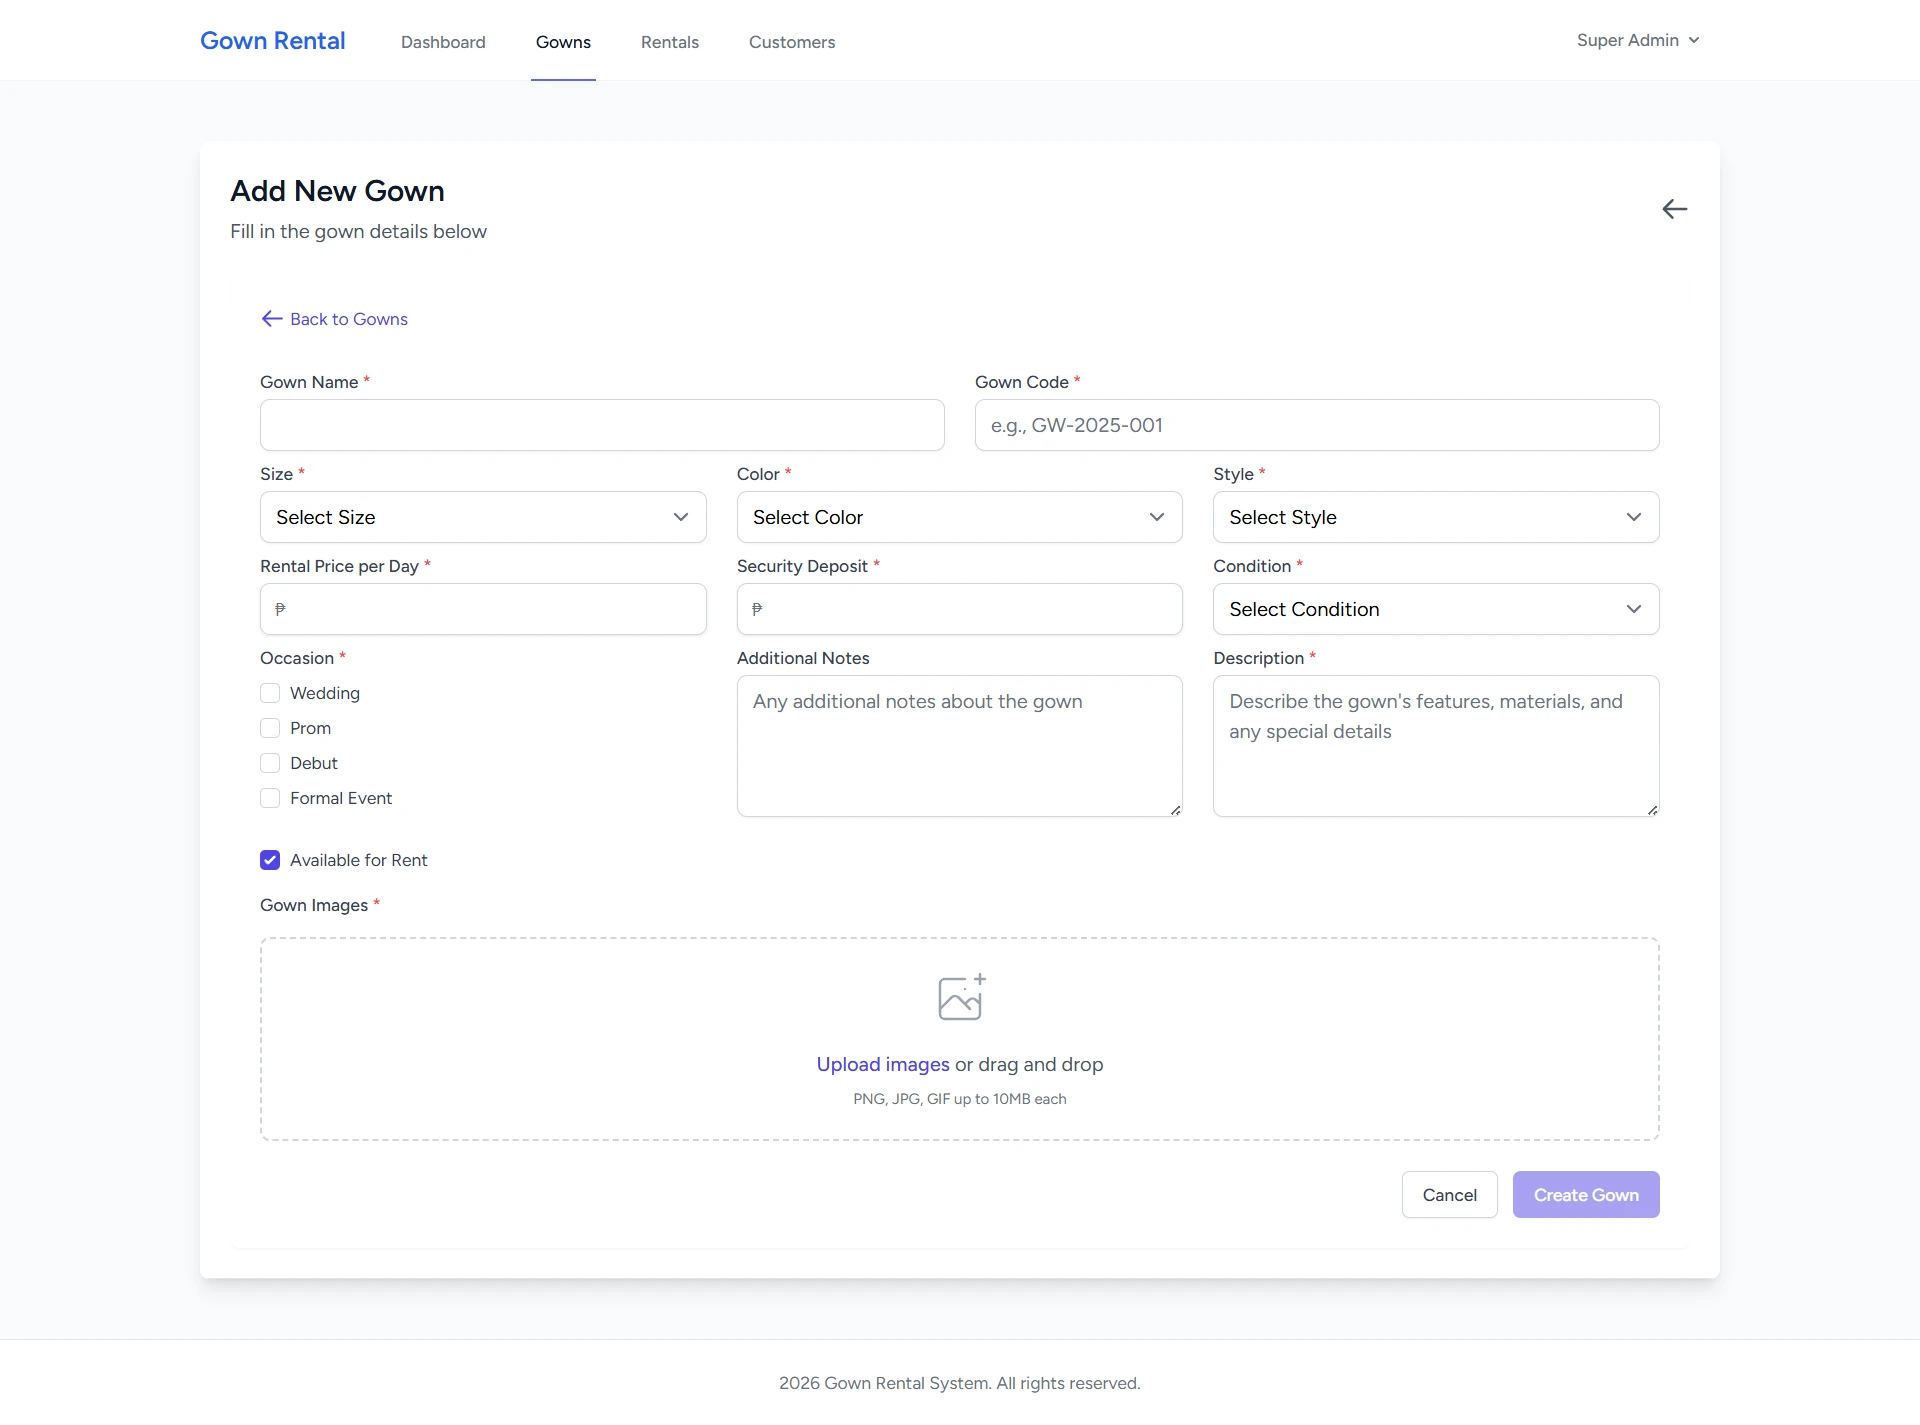 Gown Rental
Dashboard
Gowns
Rentals
Customers
Super Admin
Add New Gown
Fill in the gown details below
Back to Gowns
Gown Name *
Gown Code *
e.g., GW-2025-001
Size *
Color *
Style *
Select Size
Select Color
Select Style
Rental Price per Day *
Security Deposit *
Condition *
₱
₱
Select Condition
Occasion *
Wedding
Prom
Debut
Formal Event
Additional Notes
Any additional notes about the gown
Description *
Describe the gown's features, materials, and
any special details
Available for Rent
Gown Images *
Upload images or drag and drop
PNG, JPG, GIF up to 10MB each
Cancel
Create Gown
2026 Gown Rental System. All rights reserved.